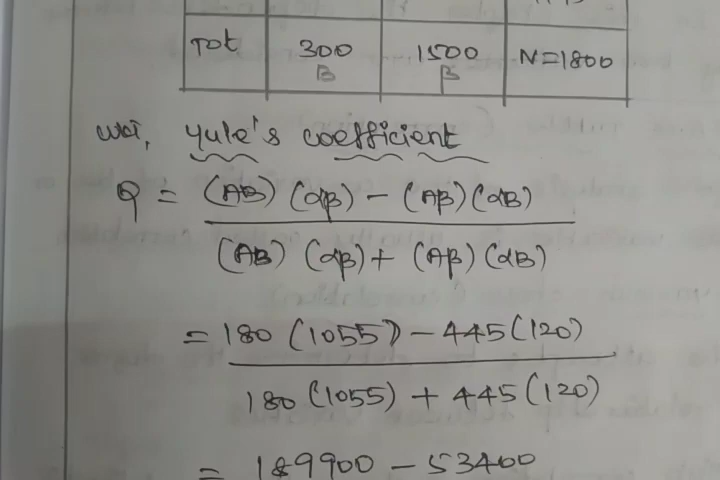 Tot 300 1500 N=1800
B β
WKT, Yule's coefficient
Q = (AB) (αβ) - (Aβ) (αB)
(AB) (αβ) + (Aβ) (αB)
= 180 (1055) - 445 (120)
180 (1055) + 445 (120)
= 189900 - 53400